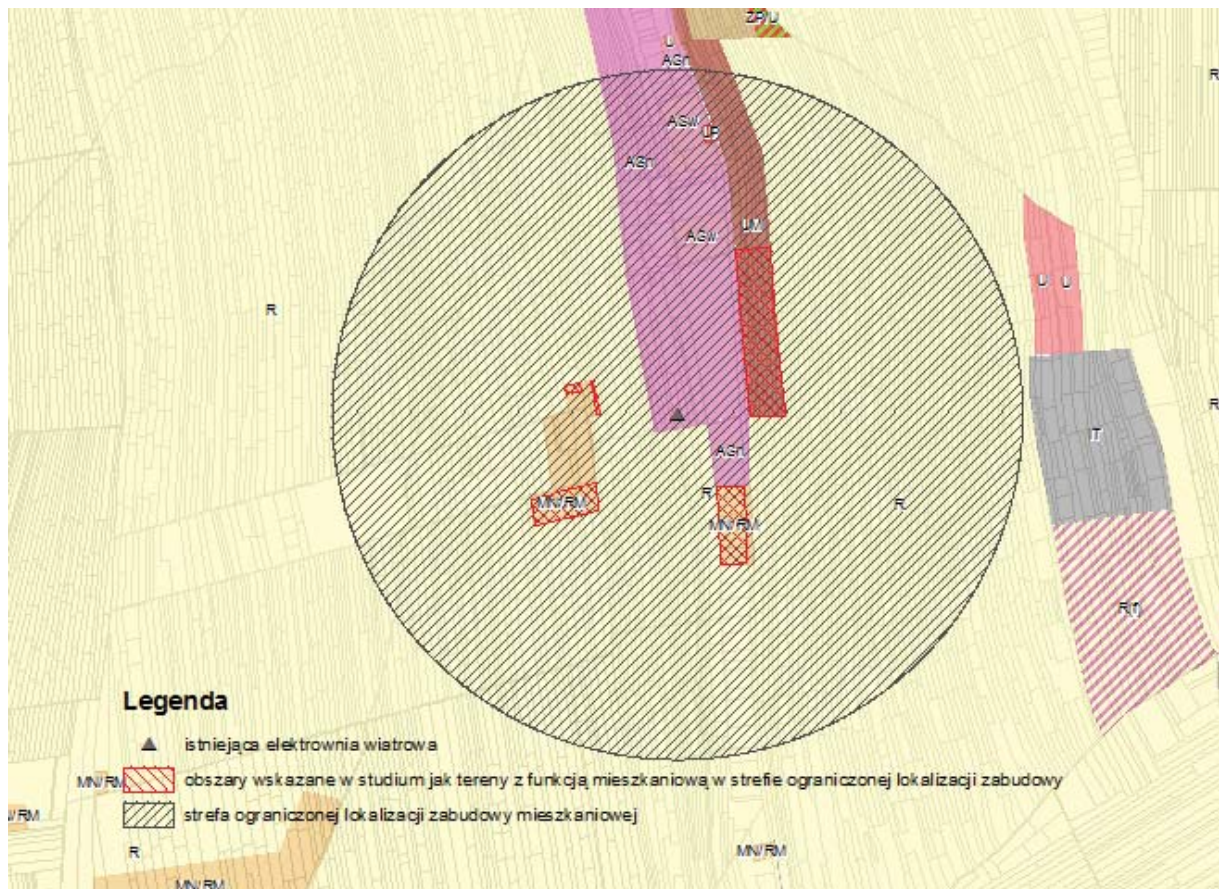 ZP/U
U
AGn
R
AGw
UP
AGn
UM
AGw
U U
R
IT
R
AGn
MN/RM
R
R
MN/RM
R(f)
Legenda
istniejąca elektrownia wiatrowa
MN/RM
obszary wskazane w studium jak tereny z funkcją mieszkaniową w strefie ograniczonej lokalizacji zabudowy
strefa ograniczonej lokalizacji zabudowy mieszkaniowej
R
MN/RM
MN/RM